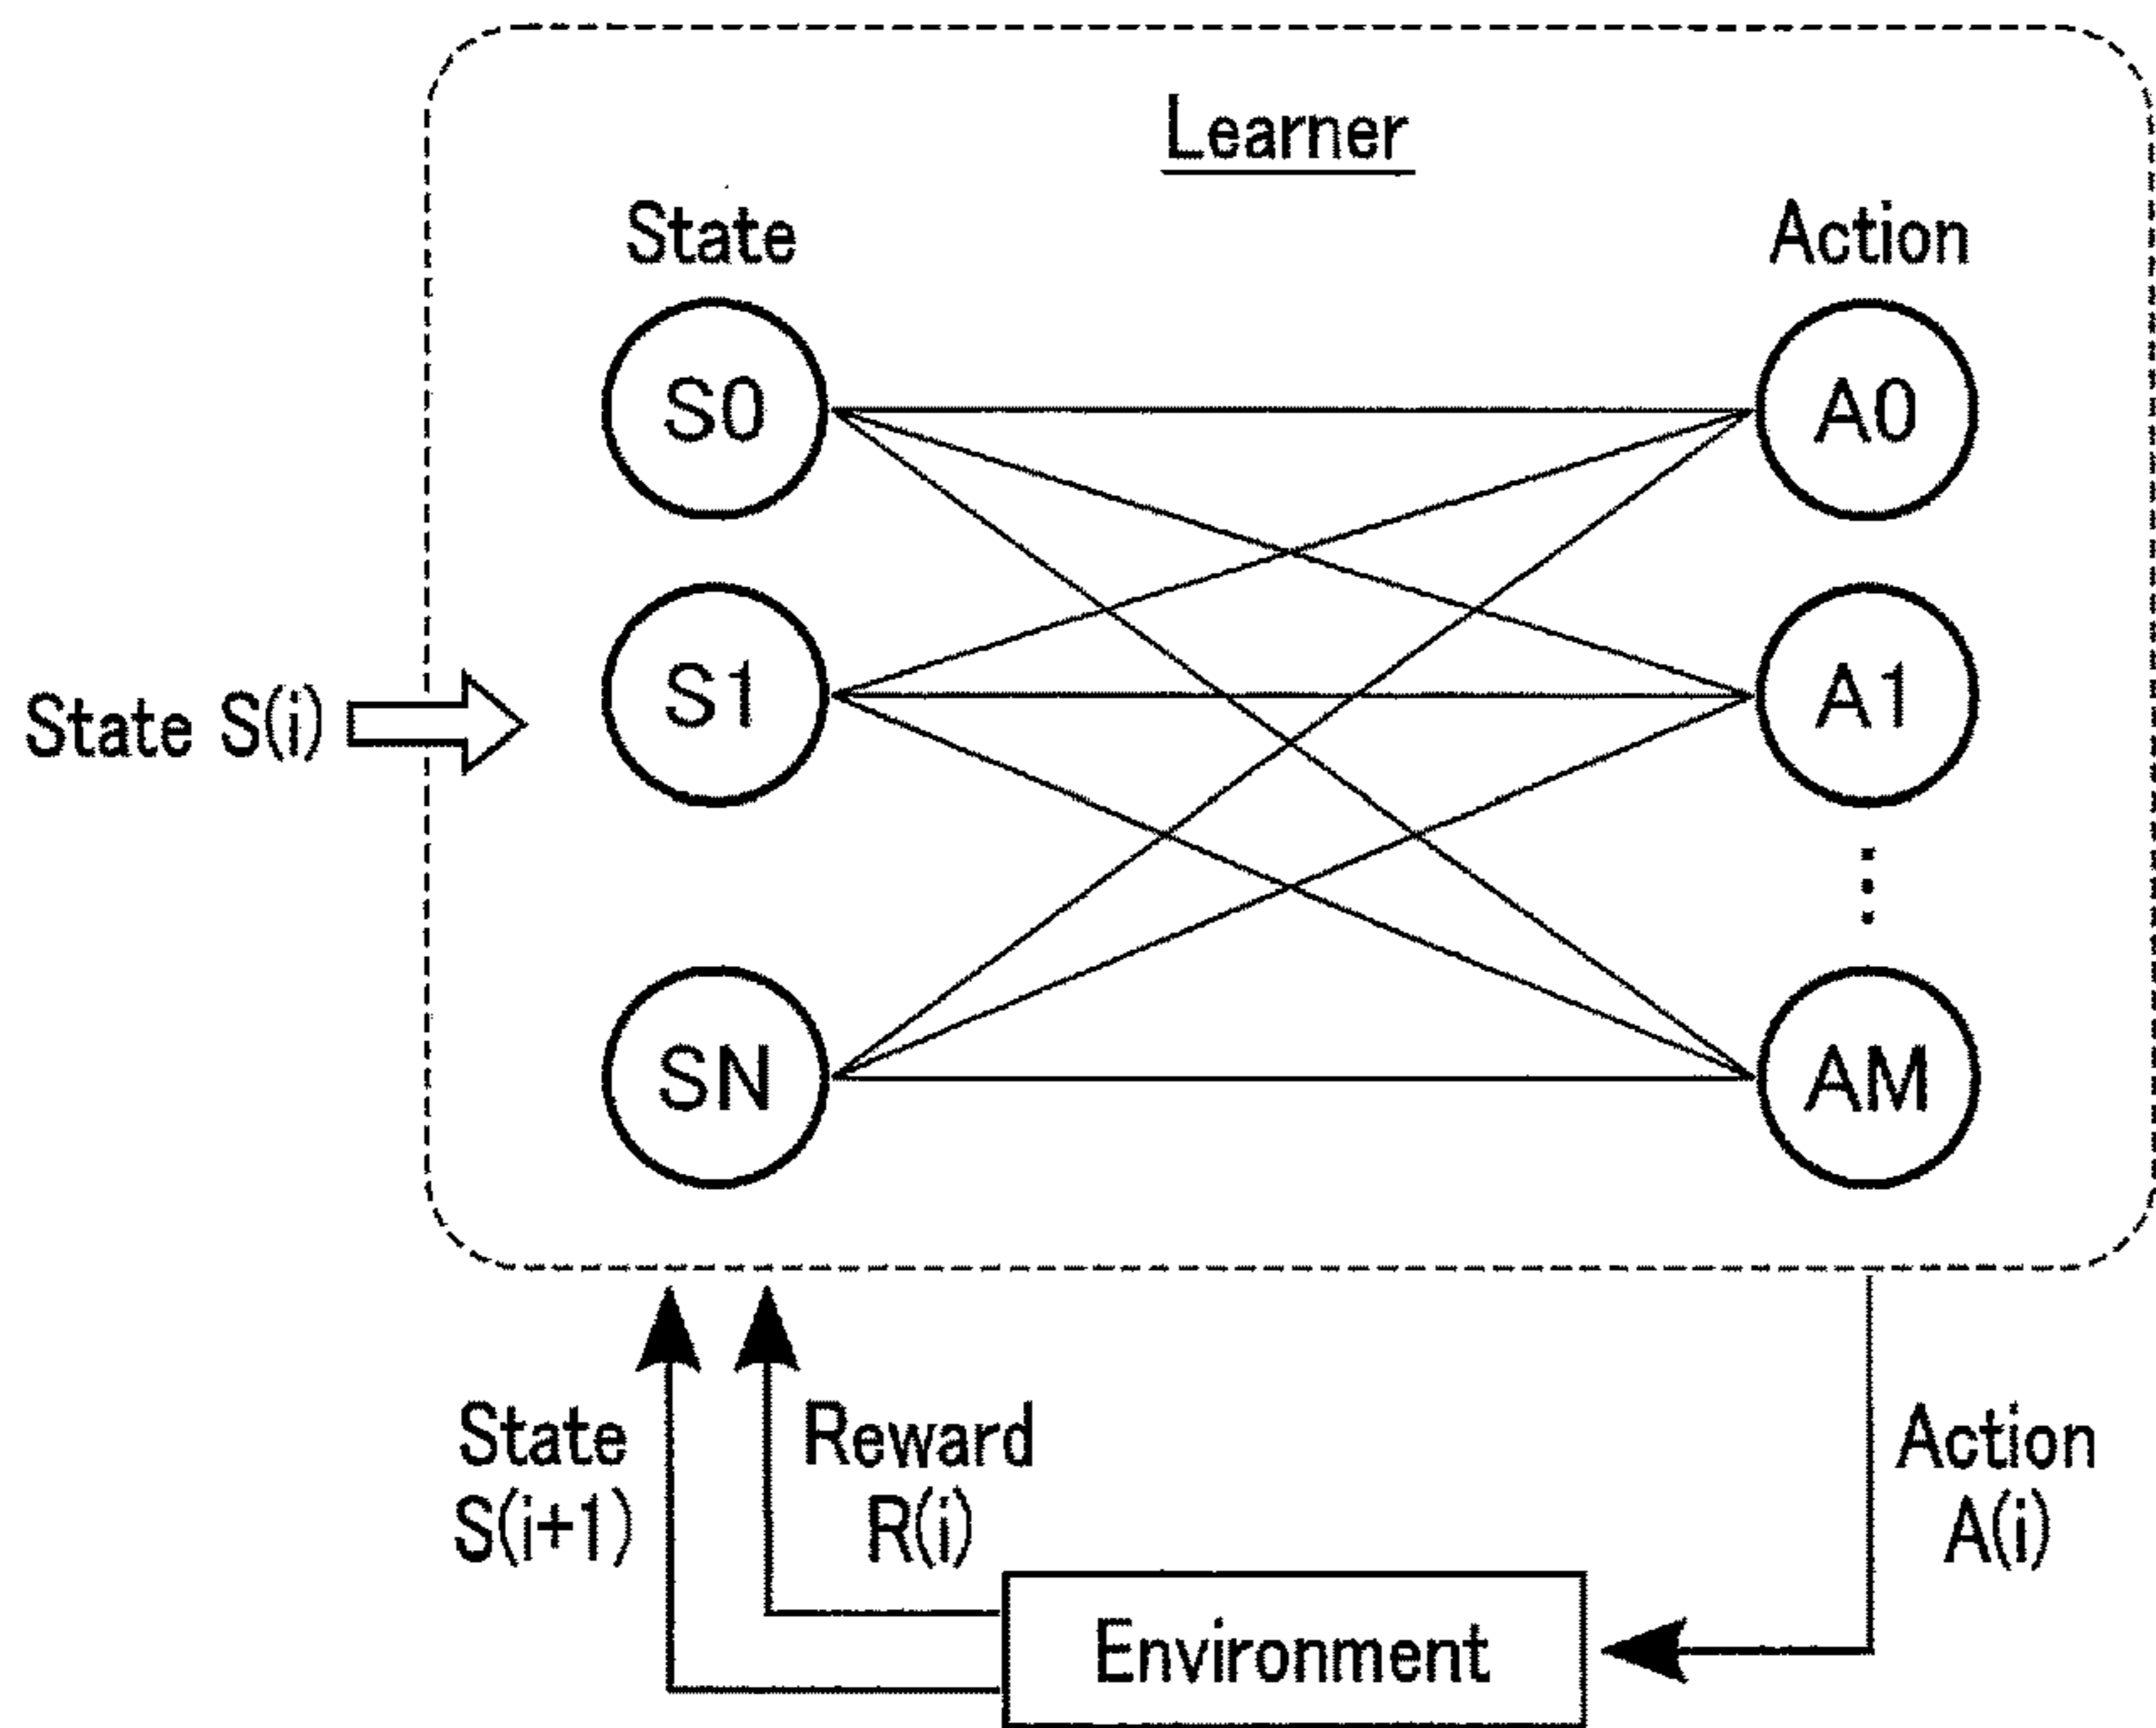 Learner
State
Action
S0
A0
S1
A1
State S(i)
SN
AM
State
S(i+1)
Reward
R(i)
Action
A(i)
Environment